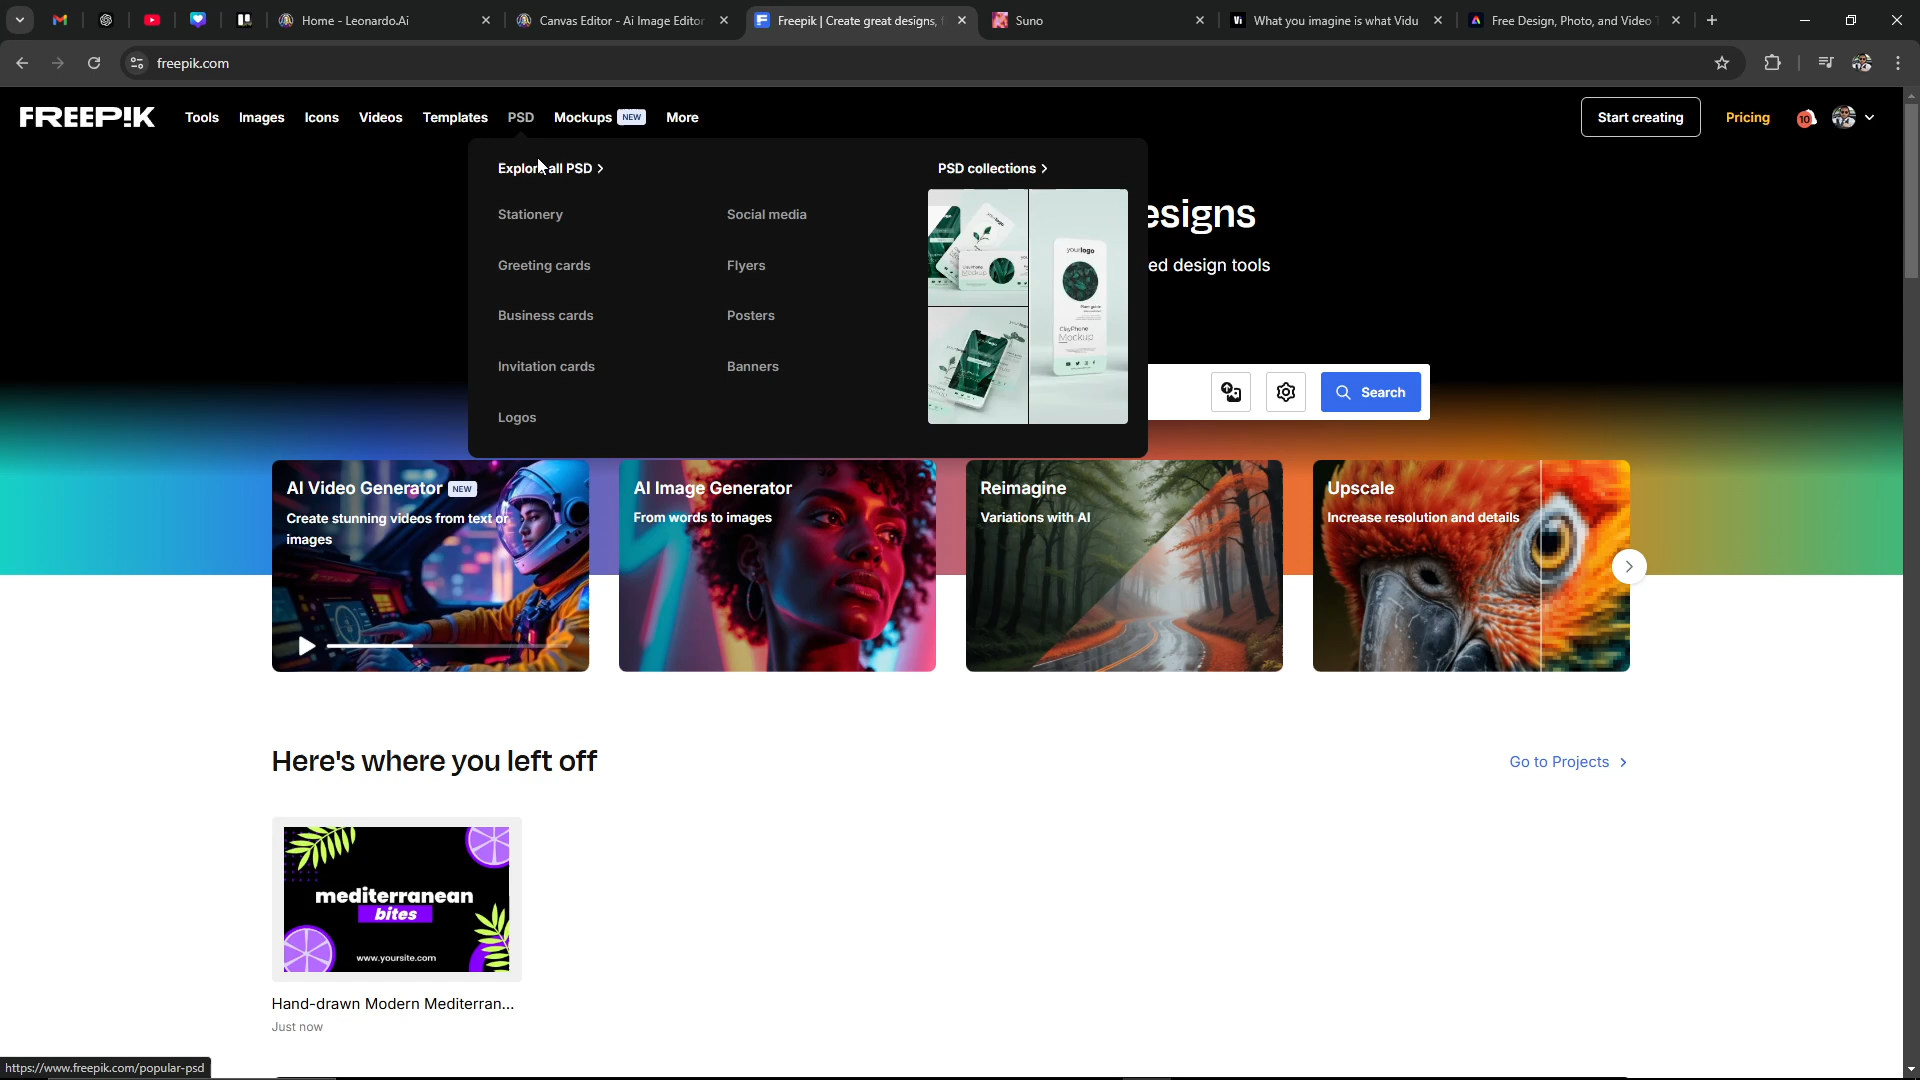 Home - Leonardo.Ai
Canvas Editor - Ai Image Editor
Freepik | Create great designs, f
Suno
What you imagine is what Vidu
Free Design, Photo, and Video T
freepik.com
FREEP!K
Tools
Images
Icons
Videos
Templates
PSD
Mockups NEW
More
Start creating
Pricing
10
Explore all PSD >
PSD collections >
Stationery
Social media
Greeting cards
Flyers
Business cards
Posters
Invitation cards
Banners
Logos
yourlogo
ClayPhone
Mockup
esigns
ed design tools
Search
AI Video Generator NEW
Create stunning videos from text or
images
AI Image Generator
From words to images
Reimagine
Variations with AI
Upscale
Increase resolution and details
Here's where you left off
Go to Projects >
mediterranean
bites
www.yoursite.com
Hand-drawn Modern Mediterran...
Just now
https://www.freepik.com/popular-psd